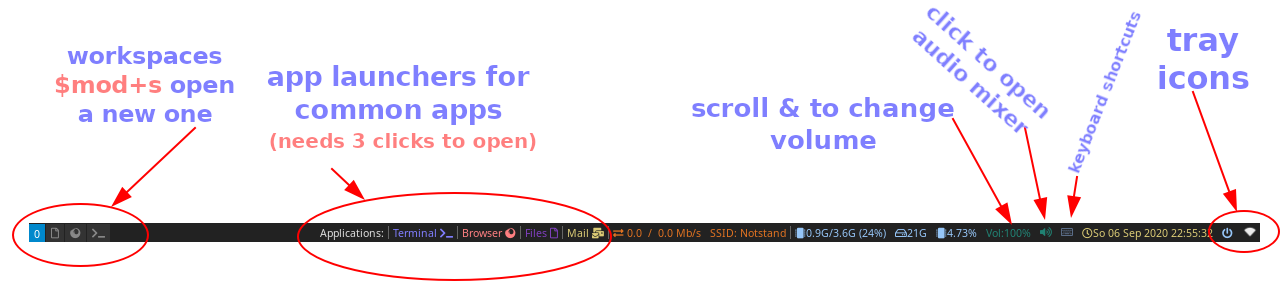 workspaces
$mod+s open
a new one
app launchers for
common apps
(needs 3 clicks to open)
scroll & to change
volume
click to open
audio mixer
keyboard shortcuts
tray
icons
0 Applications: Terminal Browser Files Mail 0.0 / 0.0 Mb/s SSID: Notstand 0.9G/3.6G (24%) 21G 4.73% Vol:100% So 06 Sep 2020 22:55:32